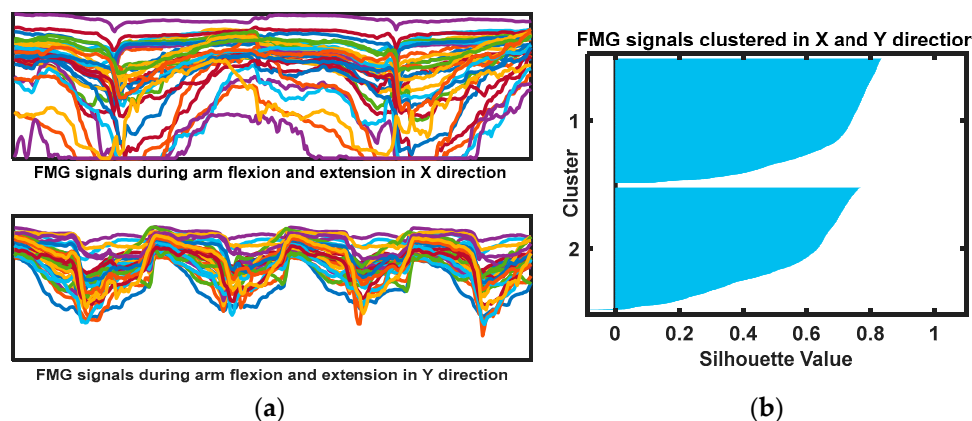 FMG signals during arm flexion and extension in X direction
FMG signals during arm flexion and extension in Y direction
(a)
FMG signals clustered in X and Y direction
Cluster
1
2
0 0.2 0.4 0.6 0.8 1
Silhouette Value
(b)